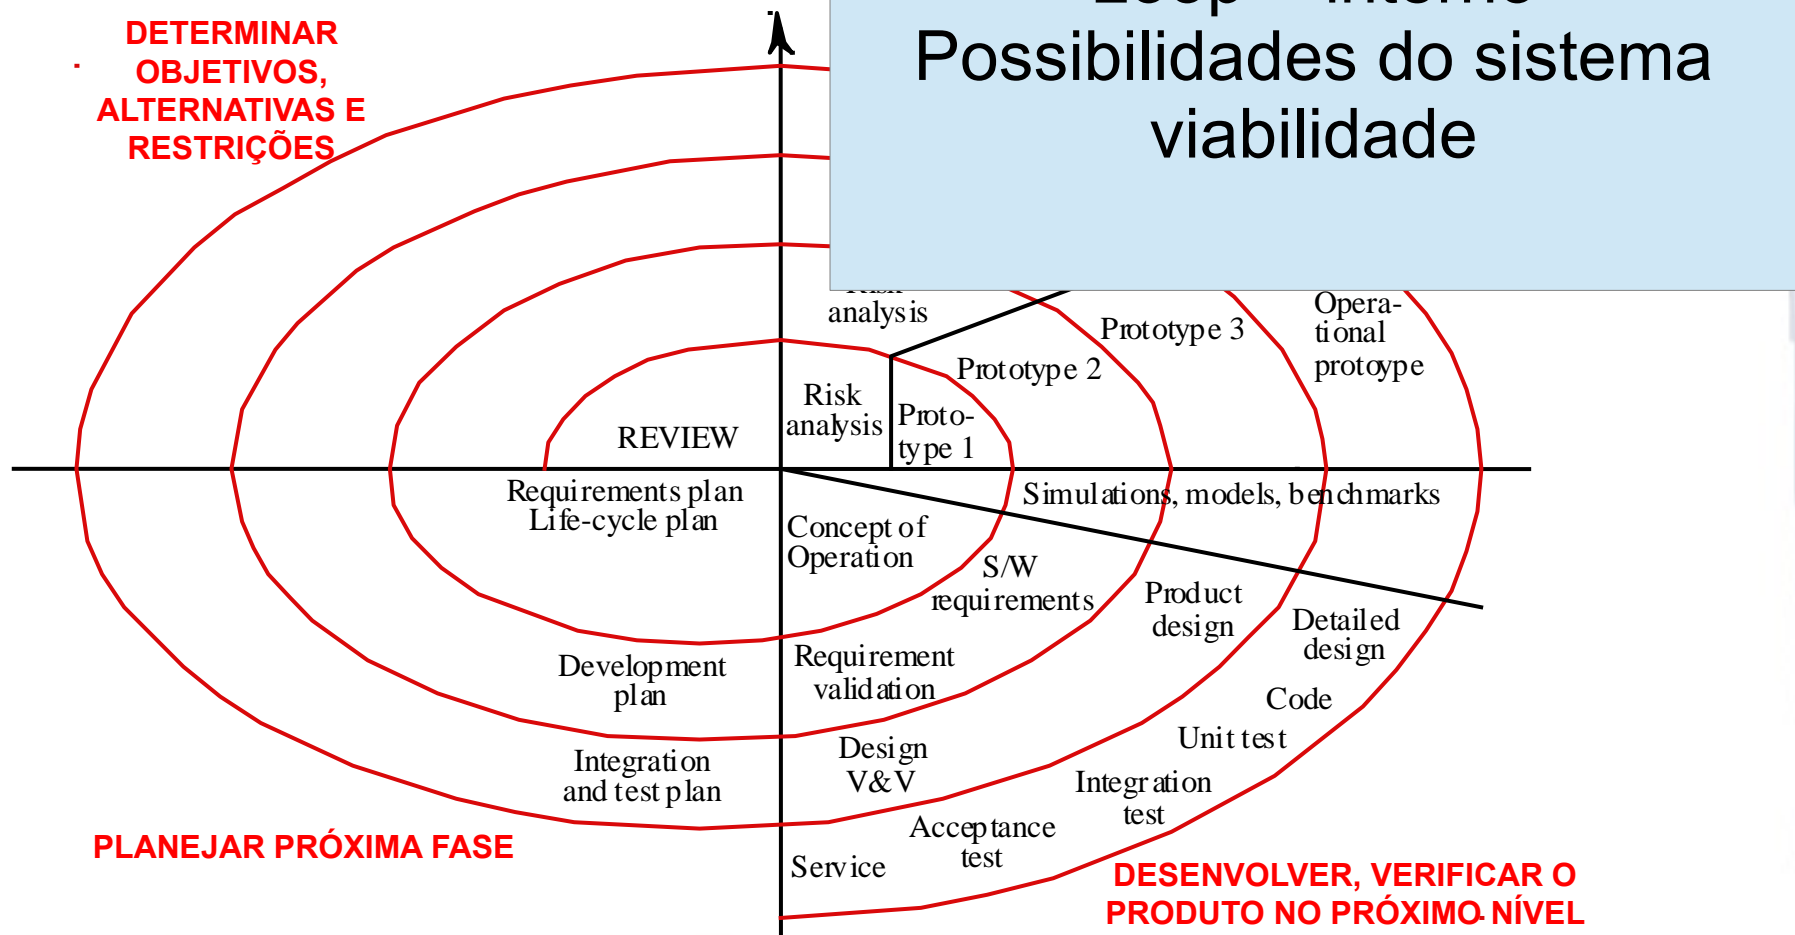 DETERMINAR
OBJETIVOS,
ALTERNATIVAS E
RESTRIÇÕES
Possibilidades do sistema
viabilidade
analysis
Opera-
tional
protoype
Prototype 3
Prototype 2
Risk
analysis
Proto-
type 1
REVIEW
Requirements plan
Life-cycle plan
Simulations, models, benchmarks
Concept of
Operation
S/W
requirements
Product
design
Detailed
design
Development
plan
Requirement
validation
Code
Unit test
Integration
and test plan
Design
V&V
Integration
test
Acceptance
test
Service
PLANEJAR PRÓXIMA FASE
DESENVOLVER, VERIFICAR O
PRODUTO NO PRÓXIMO NÍVEL